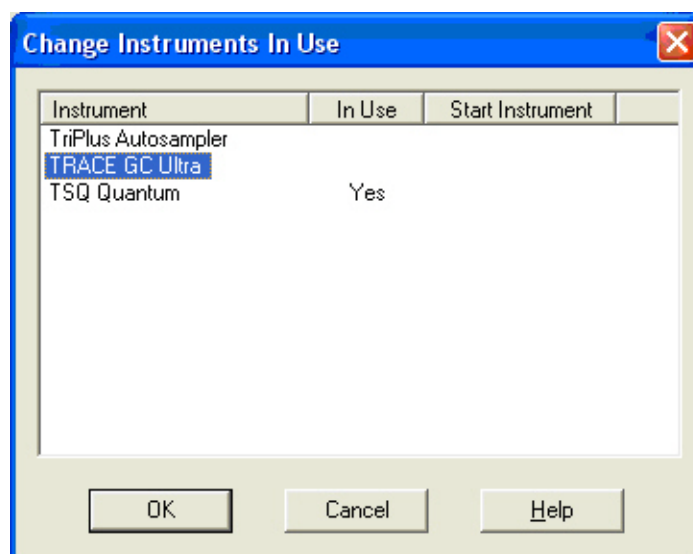 Change Instruments In Use
Instrument In Use Start Instrument
TriPlus Autosampler
TRACE GC Ultra
TSQ Quantum Yes
OK Cancel Help